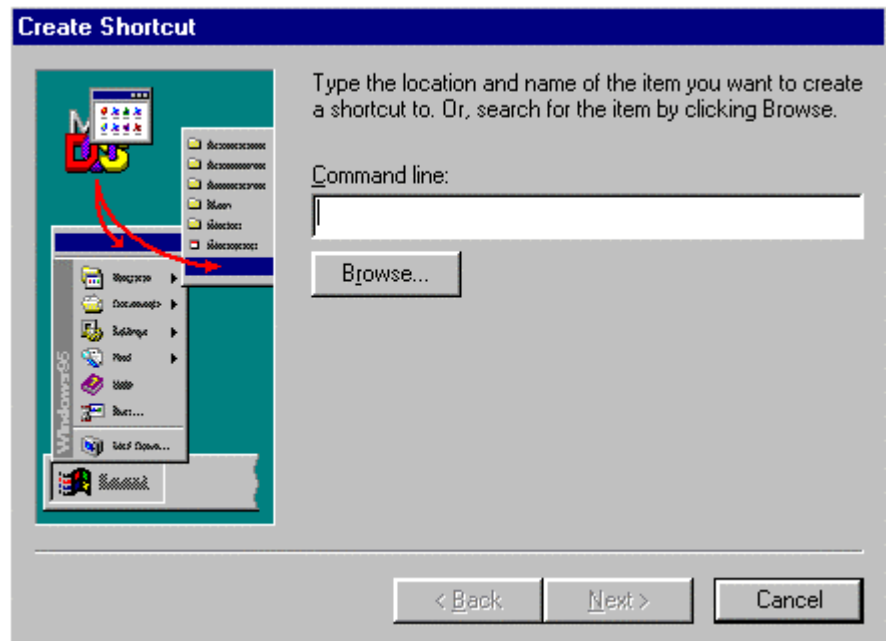 Create Shortcut
Type the location and name of the item you want to create
a shortcut to. Or, search for the item by clicking Browse.
Command line:
Browse...
Windows95
< Back
Next >
Cancel